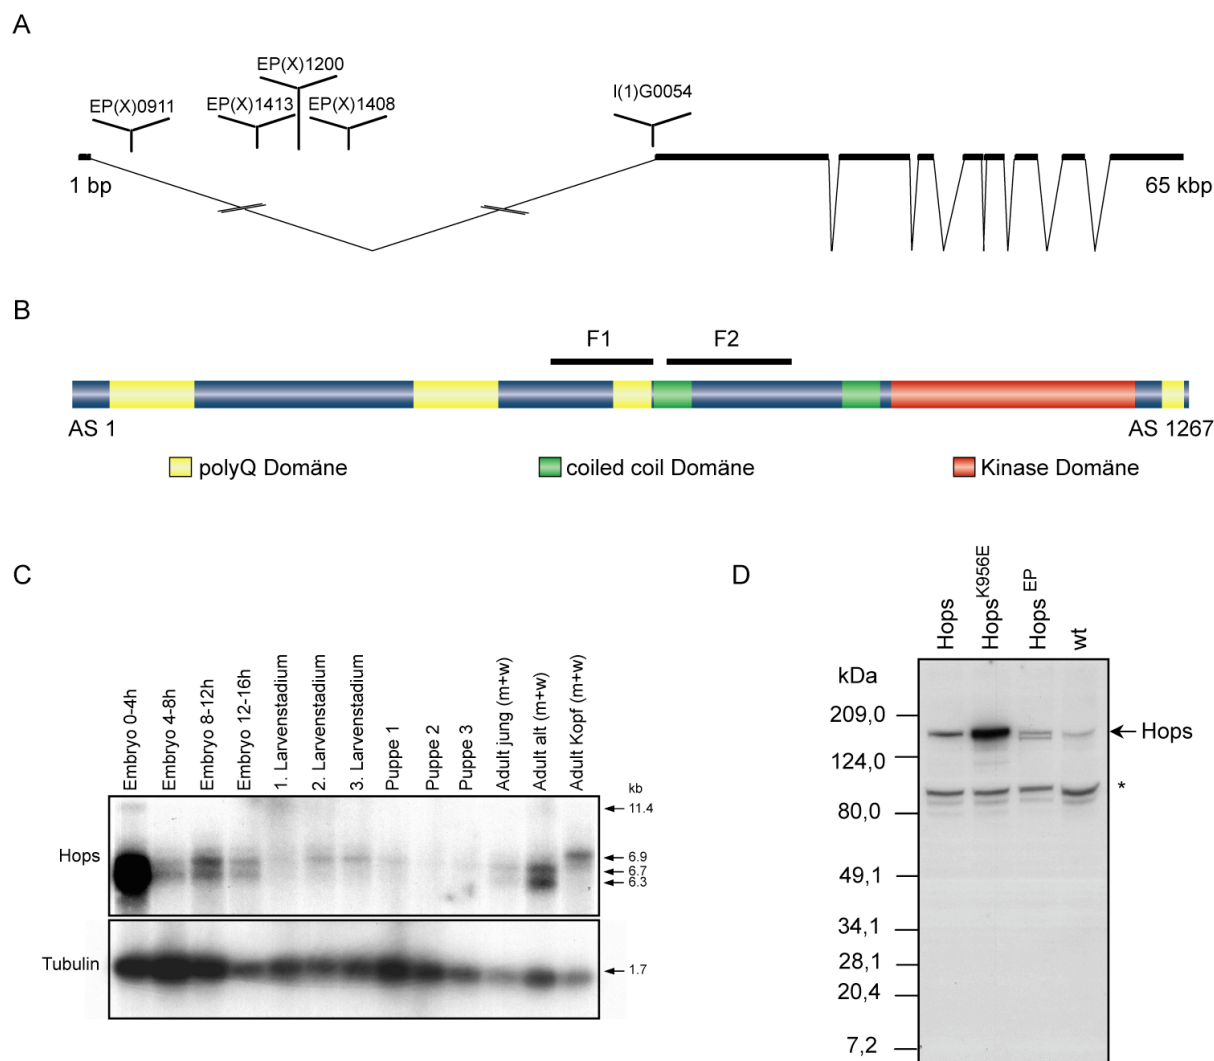 A
EP(X)1200
EP(X)0911
EP(X)1413
EP(X)1408
l(1)G0054
1 bp
65 kbp
B
F1
F2
AS 1
AS 1267
polyQ Domäne
coiled coil Domäne
Kinase Domäne
C
Embryo 0-4h
Embryo 4-8h
Embryo 8-12h
Embryo 12-16h
1. Larvenstadium
2. Larvenstadium
3. Larvenstadium
Puppe 1
Puppe 2
Puppe 3
Adult jung (m+w)
Adult alt (m+w)
Adult Kopf (m+w)
kb
11.4
Hops
6.9
6.7
6.3
Tubulin
1.7
D
Hops
Hops K956E
Hops EP
wt
kDa
209,0
Hops
124,0
*
80,0
49,1
34,1
28,1
20,4
7,2